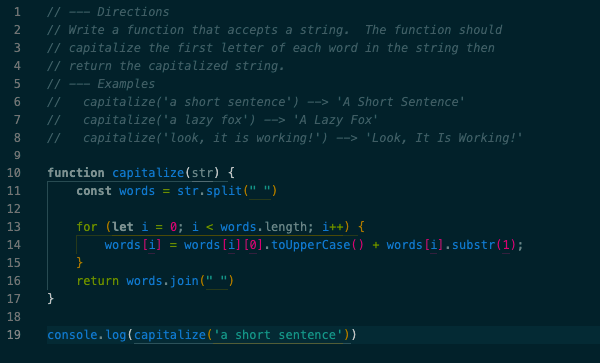 1 // --- Directions
2 // Write a function that accepts a string.  The function should
3 // capitalize the first letter of each word in the string then
4 // return the capitalized string.
5 // --- Examples
6 //   capitalize('a short sentence') --> 'A Short Sentence'
7 //   capitalize('a lazy fox') --> 'A Lazy Fox'
8 //   capitalize('look, it is working!') --> 'Look, It Is Working!'
9
10 function capitalize(str) {
11     const words = str.split(" ")
12
13     for (let i = 0; i < words.length; i++) {
14         words[i] = words[i][0].toUpperCase() + words[i].substr(1);
15     }
16     return words.join(" ")
17 }
18
19 console.log(capitalize('a short sentence'))